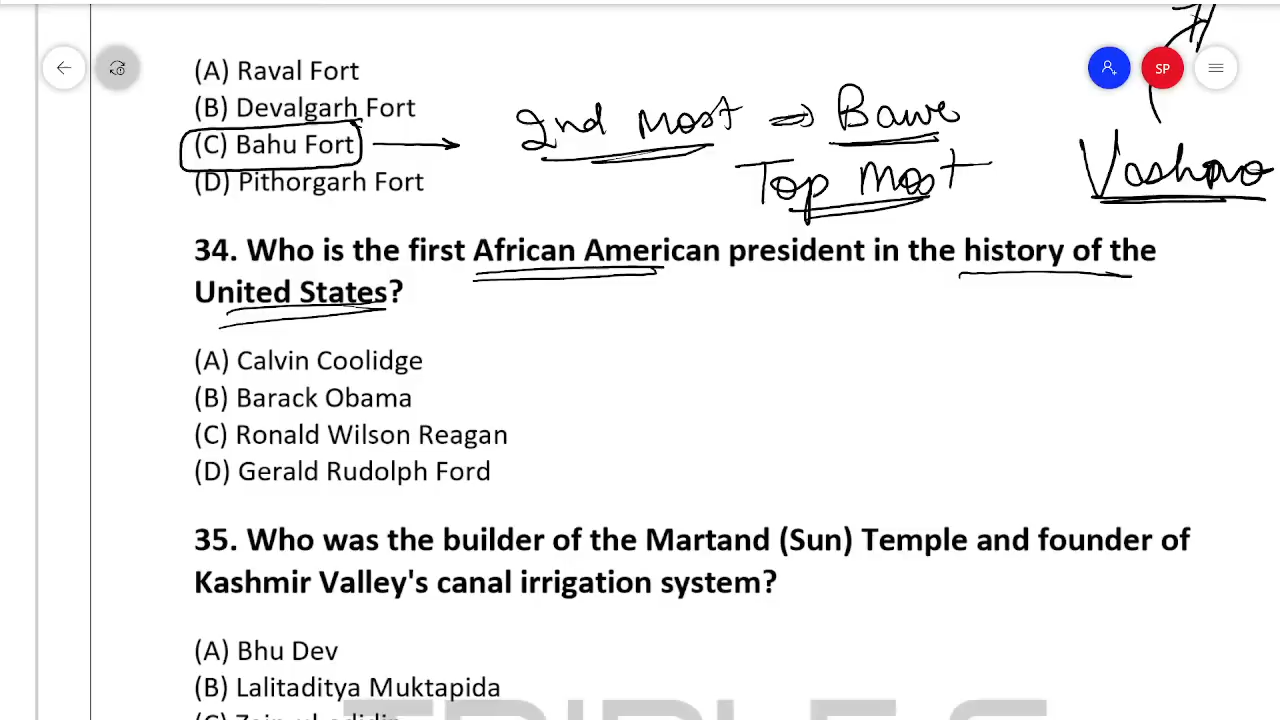 (A) Raval Fort
(B) Devalgarh Fort
(C) Bahu Fort
2nd Most ⇒ Bawe
SP
(D) Pithorgarh Fort
Top Most
34. Who is the first African American president in the history of the
United States?
(A) Calvin Coolidge
(B) Barack Obama
(C) Ronald Wilson Reagan
(D) Gerald Rudolph Ford
35. Who was the builder of the Martand (Sun) Temple and founder of
Kashmir Valley's canal irrigation system?
(A) Bhu Dev
(B) Lalitaditya Muktapida